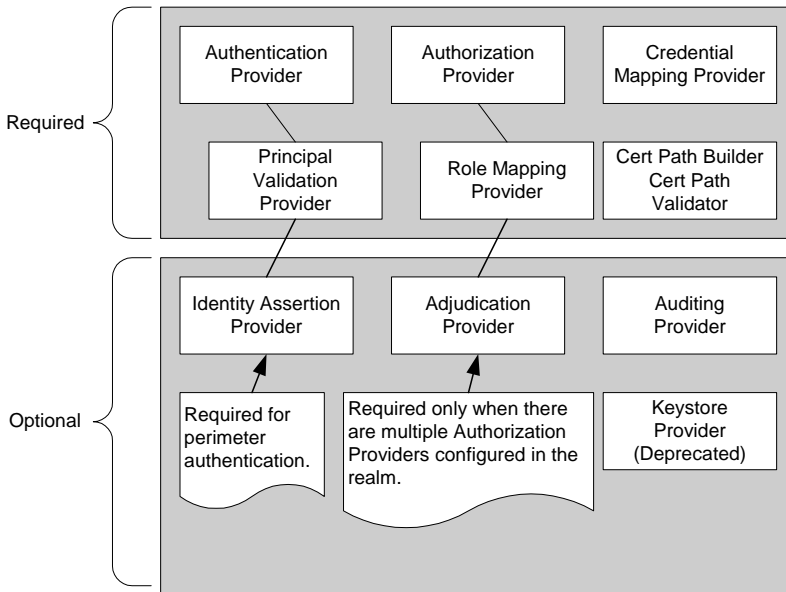 Required
Authentication
Provider
Authorization
Provider
Credential
Mapping Provider
Principal
Validation
Provider
Role Mapping
Provider
Cert Path Builder
Cert Path
Validator
Optional
Identity Assertion
Provider
Adjudication
Provider
Auditing
Provider
Required for
perimeter
authentication.
Required only when there
are multiple Authorization
Providers configured in the
realm.
Keystore
Provider
(Deprecated)